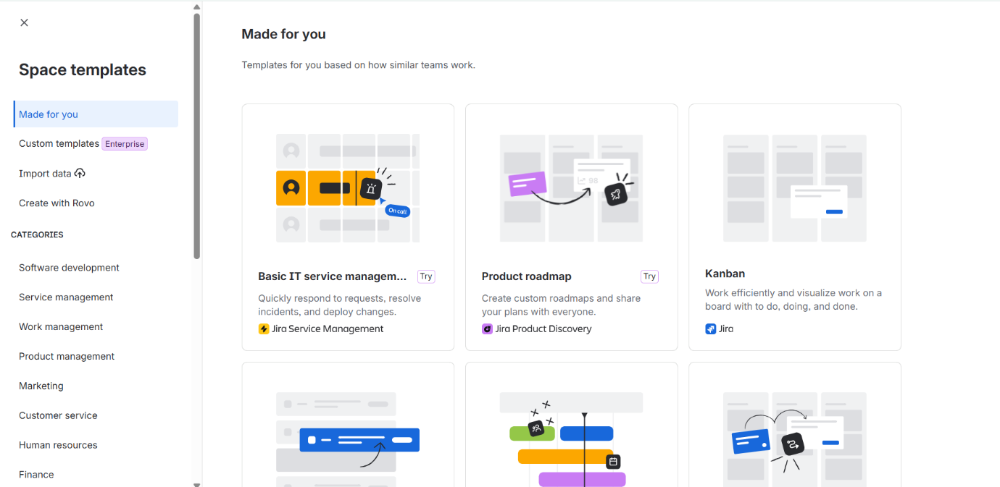 Space templates
Made for you
Custom templates Enterprise
Import data
Create with Rovo
CATEGORIES
Software development
Service management
Work management
Product management
Marketing
Customer service
Human resources
Finance
Made for you
Templates for you based on how similar teams work.
On call
Basic IT service managem... Try
Quickly respond to requests, resolve
incidents, and deploy changes.
Jira Service Management
98
Product roadmap Try
Create custom roadmaps and share
your plans with everyone.
Jira Product Discovery
Kanban
Work efficiently and visualize work on a
board with to do, doing, and done.
Jira